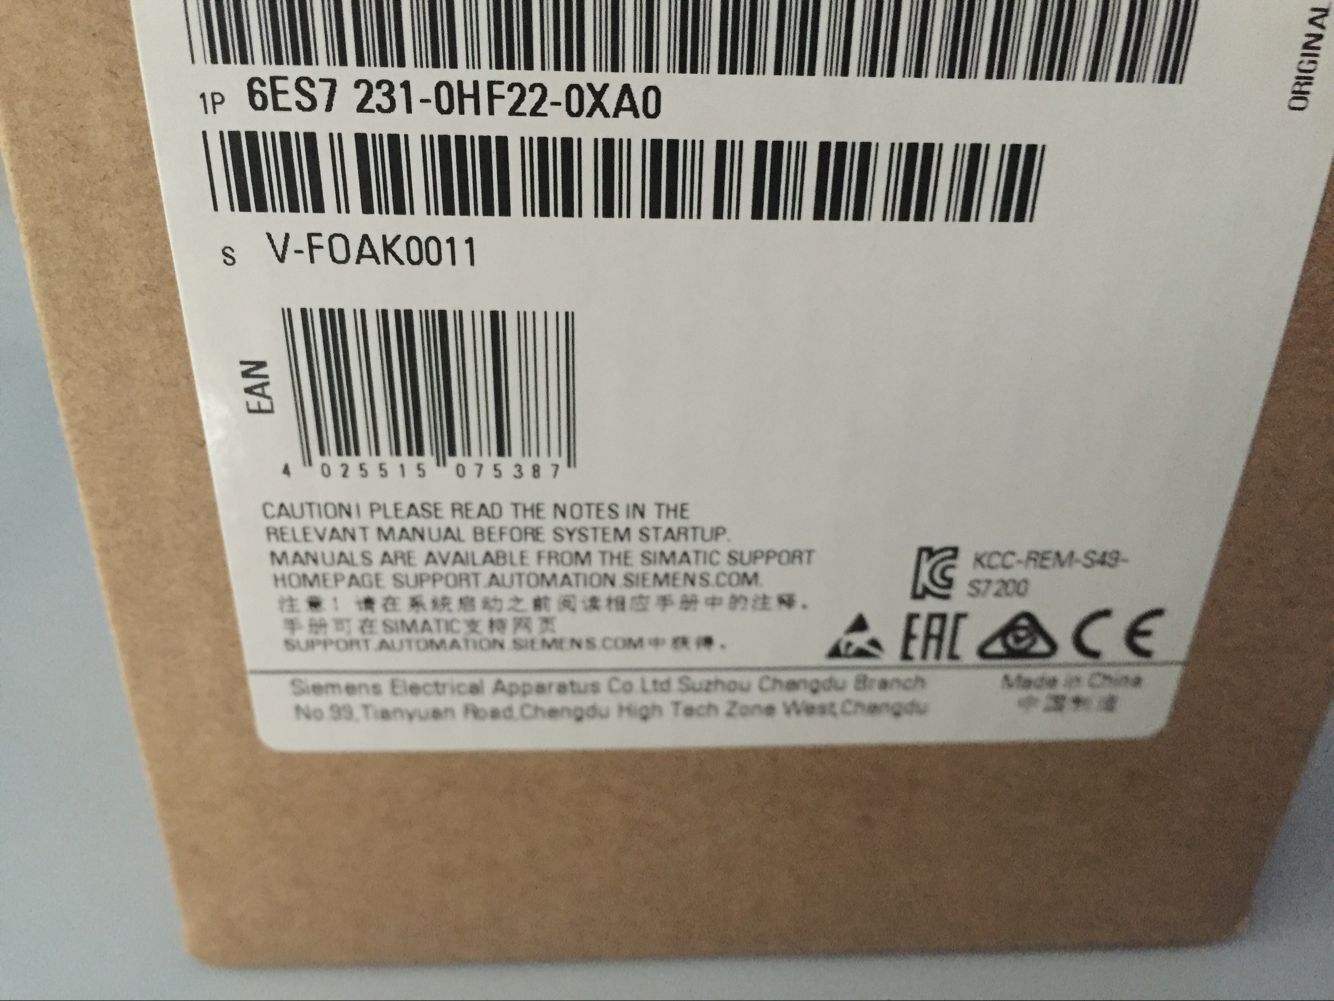 ORIGINAL
1P 6ES7 231-0HF22-0XA0
S V-FOAK0011
EAN
4 025515 075387
CAUTION! PLEASE READ THE NOTES IN THE
RELEVANT MANUAL BEFORE SYSTEM STARTUP.
MANUALS ARE AVAILABLE FROM THE SIMATIC SUPPORT
HOMEPAGE SUPPORT.AUTOMATION.SIEMENS.COM.
注意！请在系统启动之前阅读相应手册中的注释。
手册可在SIMATIC支持网页
SUPPORT.AUTOMATION.SIEMENS.COM中获得。
KCC-REM-S49-
S7200
EAC
CE
Siemens Electrical Apparatus Co.Ltd.Suzhou Chengdu Branch
No.99,Tianyuan Road,Chengdu High Tech Zone West,Chengdu
Made in China
中国制造